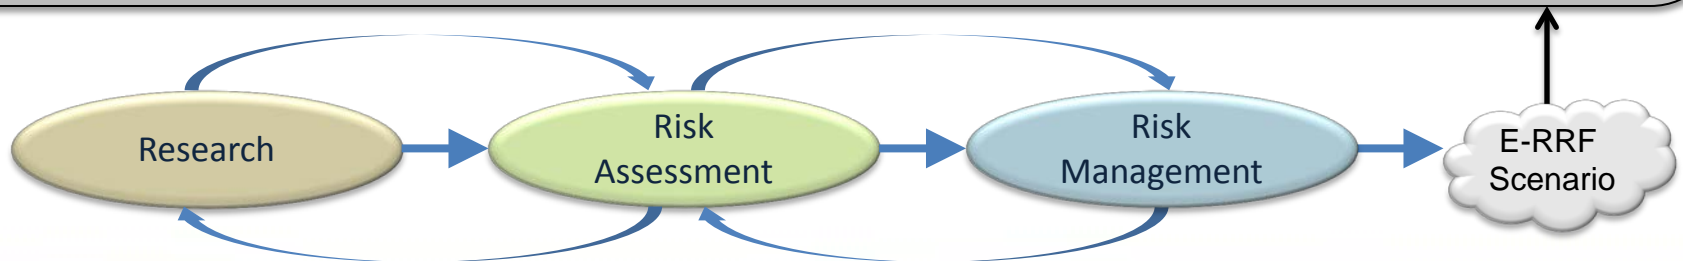 Research
Risk
Assessment
Risk
Management
E-RRF
Scenario